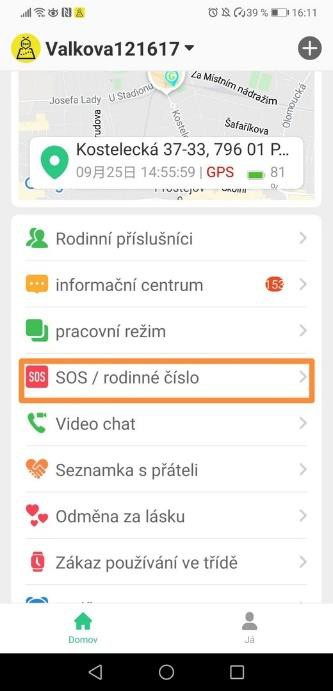 39 % 16:11
Valkova121617
Za Místním nádražím
Josefa Lady
U Stadionu
Kostelecká
Šafaříkova
Olomoucká
Kostelecká 37-33, 796 01 P...
09月25日 14:55:59 | GPS 81
Prostějov
Rodinní příslušníci
informační centrum 153
pracovní režim
SOS SOS / rodinné číslo
Video chat
Seznamka s přáteli
Odměna za lásku
Zákaz používání ve třídě
Domov Já